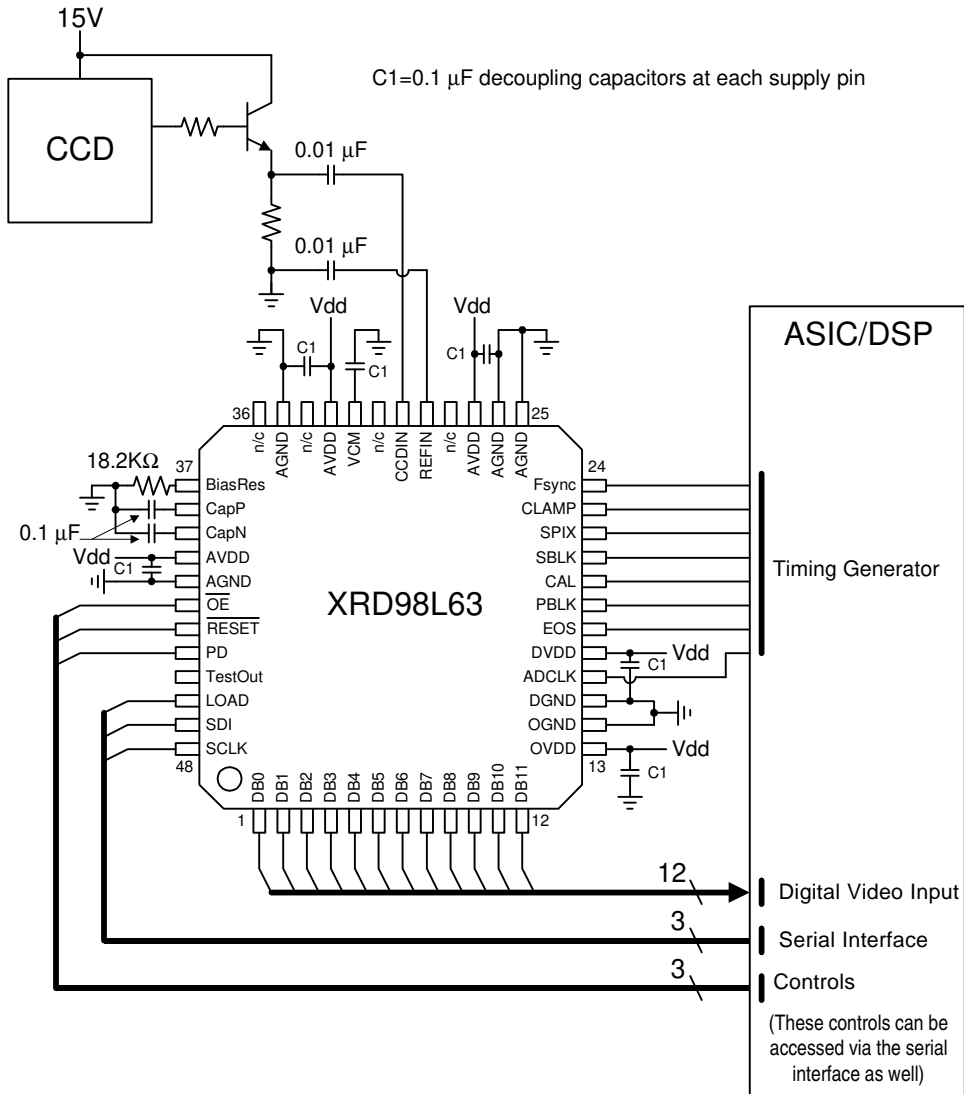 15V
C1=0.1 μF decoupling capacitors at each supply pin
CCD
0.01 μF
0.01 μF
Vdd
Vdd
C1
C1
C1
ASIC/DSP
36
25
n/c
AGND
n/c
AVDD
VCM
n/c
CCDIN
REFIN
n/c
AVDD
AGND
AGND
18.2KΩ
37
24
BiasRes
CapP
CapN
AVDD
AGND
OE
RESET
PD
TestOut
LOAD
SDI
SCLK
0.1 μF
Vdd
C1
48
XRD98L63
Fsync
CLAMP
SPIX
SBLK
CAL
PBLK
EOS
DVDD
ADCLK
DGND
OGND
OVDD
Vdd
C1
Vdd
C1
13
Timing Generator
DB0
DB1
DB2
DB3
DB4
DB5
DB6
DB7
DB8
DB9
DB10
DB11
1
12
12
Digital Video Input
3
Serial Interface
3
Controls
(These controls can be
accessed via the serial
interface as well)